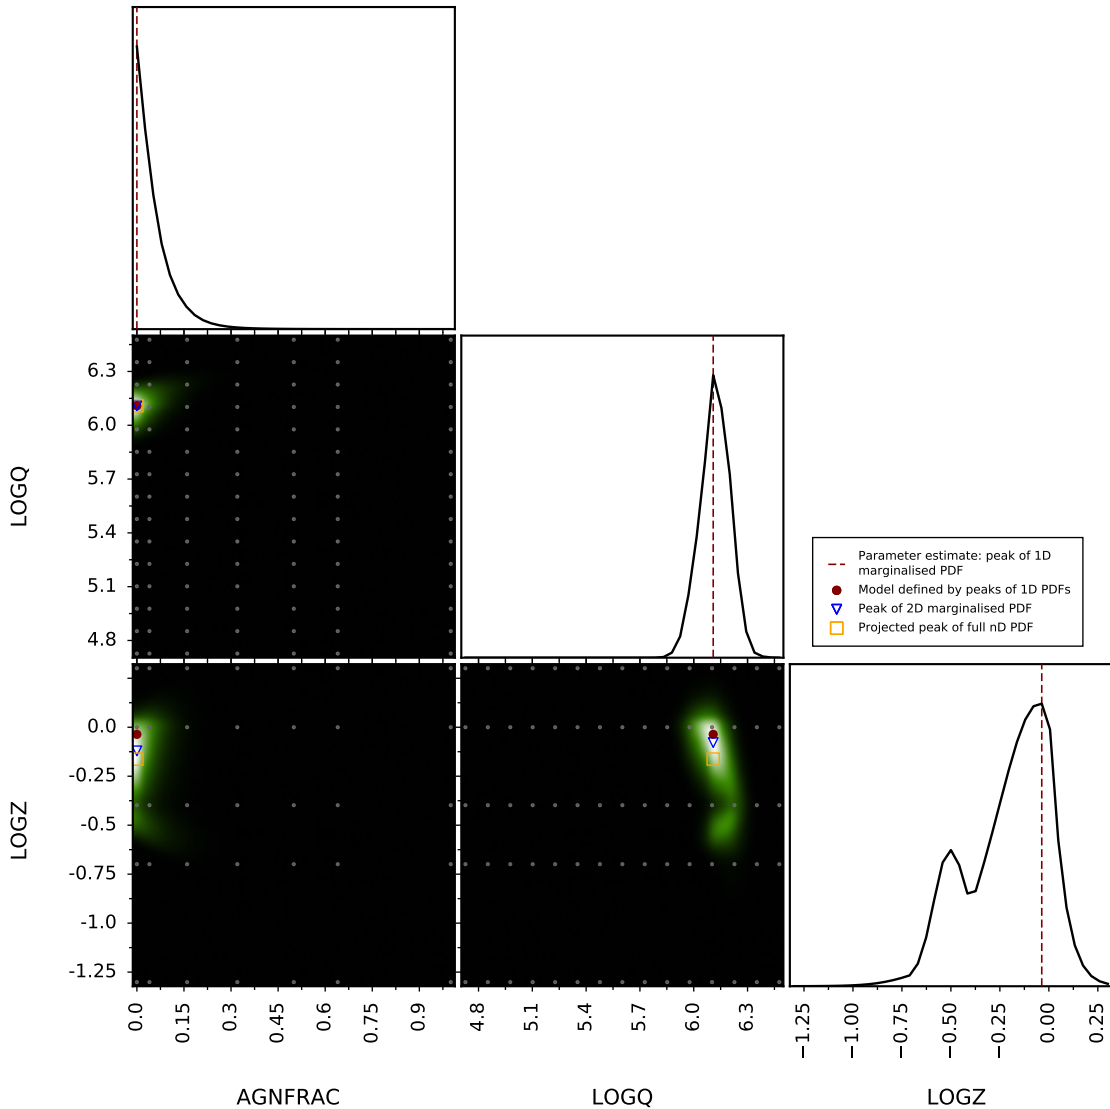 6.3
6.0
5.7
5.4
5.1
4.8
LOGQ
Parameter estimate: peak of 1D
marginalised PDF
Model defined by peaks of 1D PDFs
Peak of 2D marginalised PDF
Projected peak of full nD PDF
0.0
-0.25
-0.5
-0.75
-1.0
-1.25
LOGZ
0.0 0.15 0.3 0.45 0.6 0.75 0.9
4.8 5.1 5.4 5.7 6.0 6.3
−1.25 −1.00 −0.75 −0.50 −0.25 0.00 0.25
AGNFRAC LOGQ LOGZ